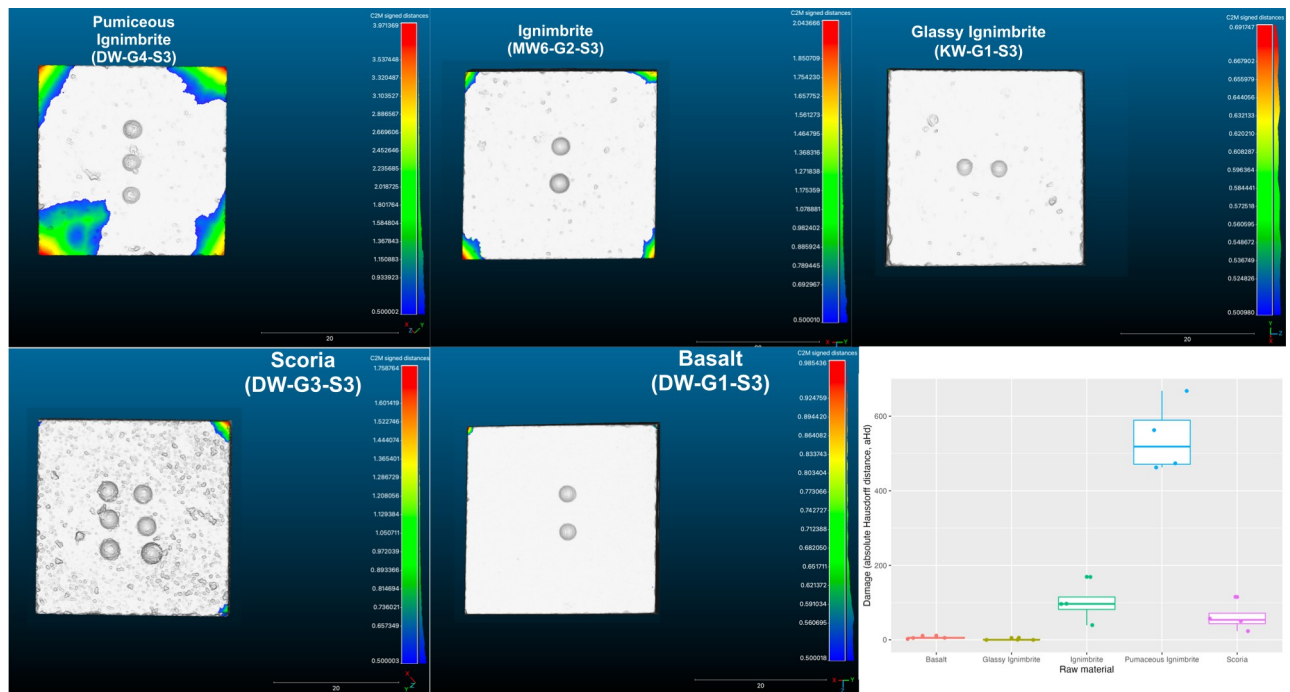 Pumiceous
Ignimbrite
(DW-G4-S3)
C2M signed distances
3.971369
3.537448
3.320487
3.103527
2.886567
2.669606
2.452646
2.235685
2.018725
1.801764
1.584804
1.367843
1.150883
0.933923
0.500002
20
X
Y
Z
Ignimbrite
(MW6-G2-S3)
C2M signed distances
2.043666
1.850709
1.754230
1.657752
1.561273
1.464795
1.368316
1.271838
1.175359
1.078881
0.982402
0.885924
0.789445
0.692967
0.500010
X
Y
Glassy Ignimbrite
(KW-G1-S3)
C2M signed distances
0.691747
0.667902
0.655979
0.644056
0.632133
0.620210
0.608287
0.596364
0.584441
0.572518
0.560595
0.548672
0.536749
0.524826
0.500980
20
Y
X
Scoria
(DW-G3-S3)
C2M signed distances
1.758764
1.601419
1.522746
1.444074
1.365401
1.286729
1.208056
1.129384
1.050711
0.972039
0.893366
0.814694
0.736021
0.657349
0.500003
20
X
Z
Y
Basalt
(DW-G1-S3)
C2M signed distances
0.985436
0.924759
0.894420
0.864082
0.833743
0.803404
0.773066
0.742727
0.712388
0.682050
0.651711
0.621372
0.591034
0.560695
0.500018
20
X
Y
Damage (absolute Hausdorff distance, aHd)
600
400
200
0
Basalt Glassy Ignimbrite Ignimbrite Pumaceous Ignimbrite Scoria
Raw material